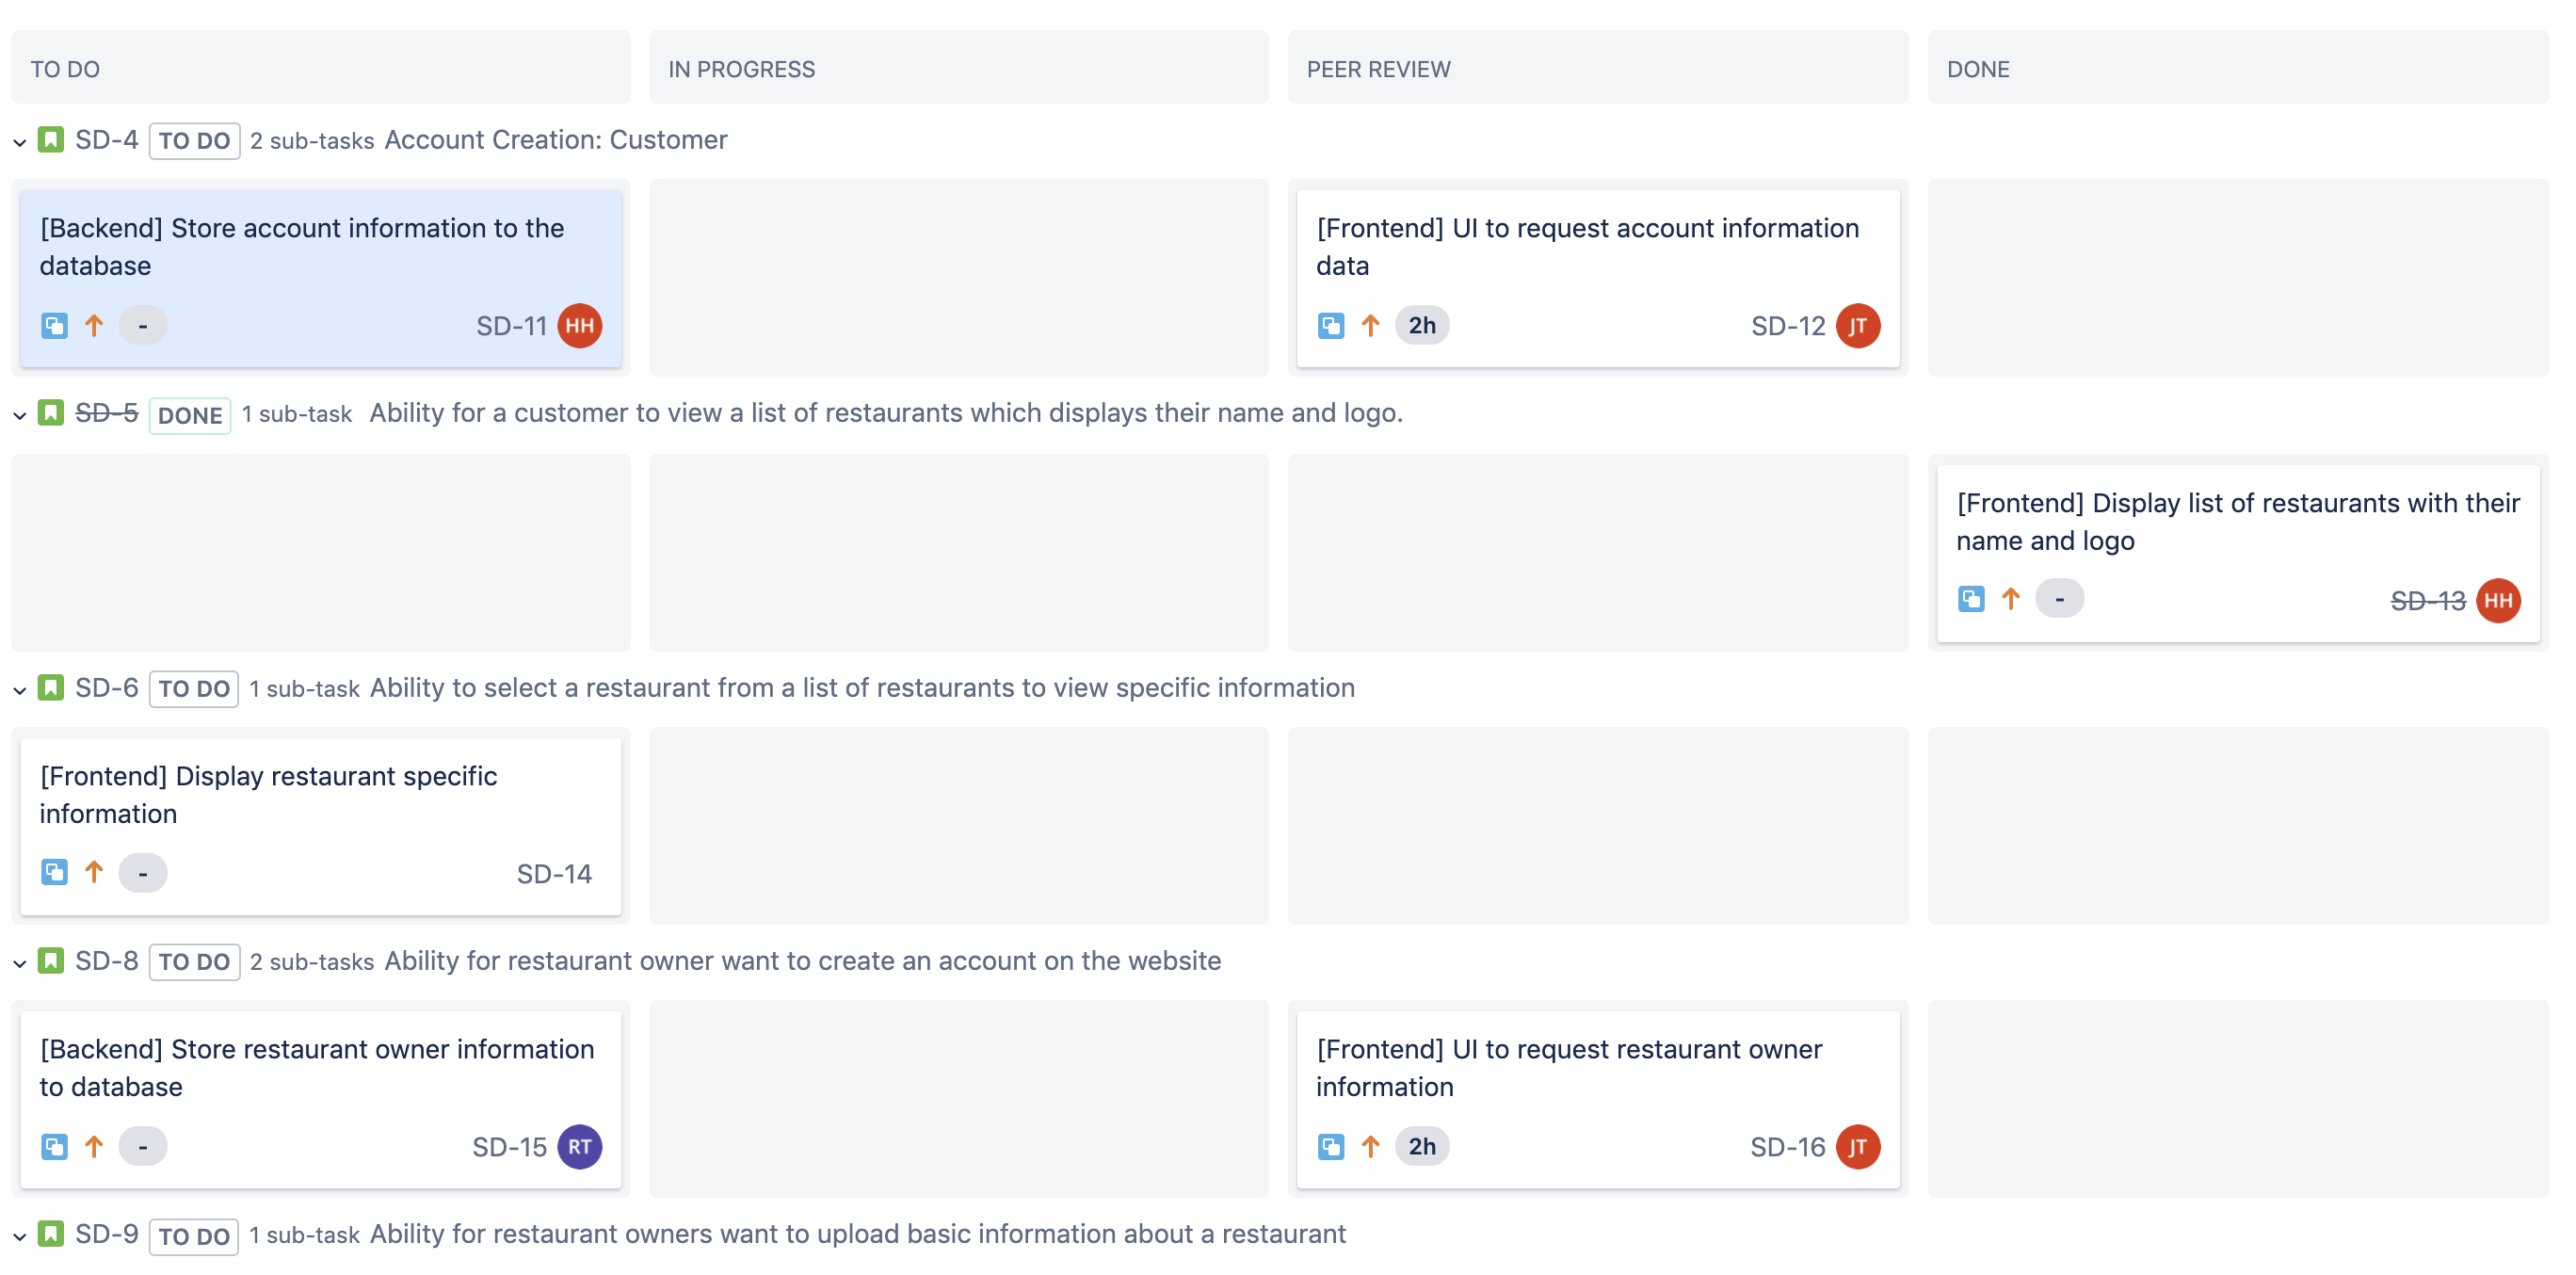 TO DO
IN PROGRESS
PEER REVIEW
DONE
SD-4 TO DO 2 sub-tasks Account Creation: Customer
[Backend] Store account information to the
database
- SD-11 HH
[Frontend] UI to request account information
data
2h SD-12 JT
SD-5 DONE 1 sub-task Ability for a customer to view a list of restaurants which displays their name and logo.
[Frontend] Display list of restaurants with their
name and logo
- SD-13 HH
SD-6 TO DO 1 sub-task Ability to select a restaurant from a list of restaurants to view specific information
[Frontend] Display restaurant specific
information
- SD-14
SD-8 TO DO 2 sub-tasks Ability for restaurant owner want to create an account on the website
[Backend] Store restaurant owner information
to database
- SD-15 RT
[Frontend] UI to request restaurant owner
information
2h SD-16 JT
SD-9 TO DO 1 sub-task Ability for restaurant owners want to upload basic information about a restaurant